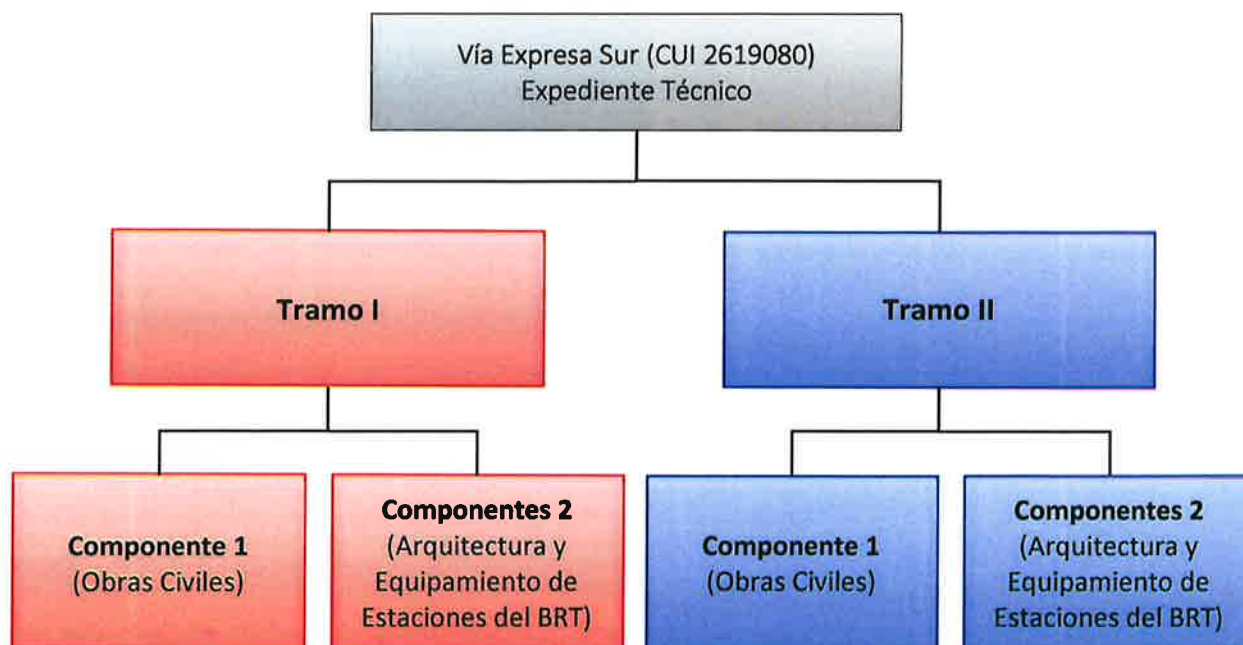 Vía Expresa Sur (CUI 2619080)
Expediente Técnico
Tramo I
Tramo II
Componente 1
(Obras Civiles)
Componentes 2
(Arquitectura y
Equipamiento de
Estaciones del BRT)
Componente 1
(Obras Civiles)
Componentes 2
(Arquitectura y
Equipamiento de
Estaciones del BRT)